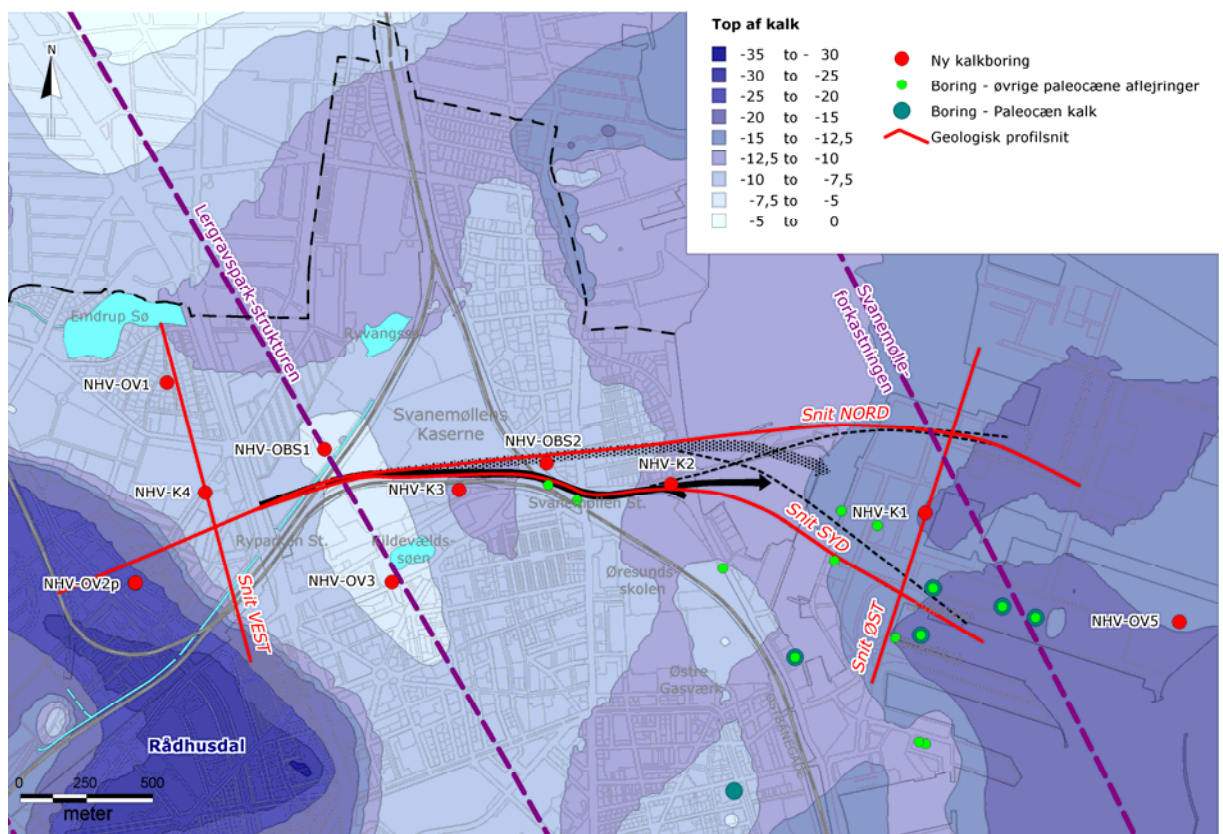 Top af kalk
-35 to - 30
-30 to -25
-25 to -20
-20 to -15
-15 to -12,5
-12,5 to -10
-10 to -7,5
-7,5 to -5
-5 to 0
Ny kalkboring
Boring - øvrige paleocæne aflejringer
Boring - Paleocæn kalk
Geologisk profilsnit
N
Lergravspark-strukturen
Svanemølle-
forkastningen
Emdrup Sø
Ryvangssø
NHV-OV1
Svanemøllens
Kaserne
NHV-OBS1
NHV-OBS2
Snit NORD
NHV-K4
NHV-K3
NHV-K2
Svanemøllen St.
NHV-K1
Ryparken St.
Kildevælds-
søen
Snit SYD
NHV-OV2p
NHV-OV3
Øresunds-
skolen
Snit VEST
Snit ØST
NHV-OV5
Østre
Gasværk
Rådhusdal
0 250 500
meter